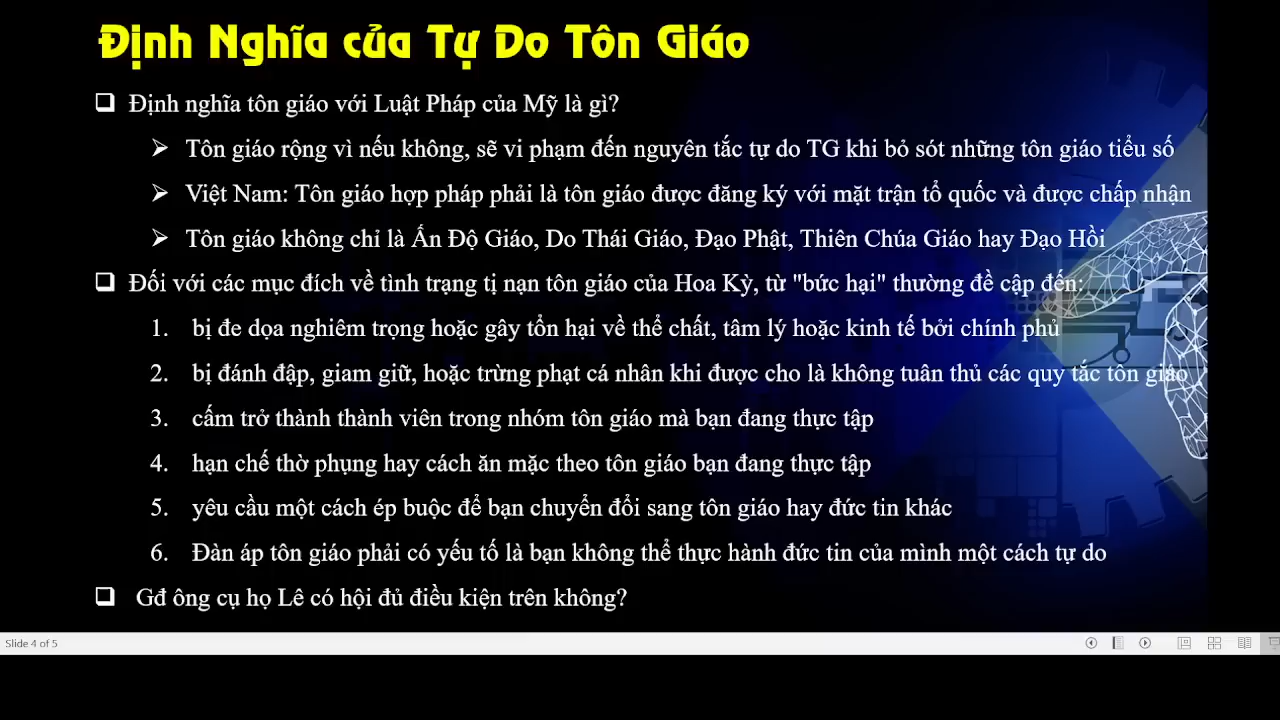 Định Nghĩa của Tự Do Tôn Giáo
❑ Định nghĩa tôn giáo với Luật Pháp của Mỹ là gì?
➢ Tôn giáo rộng vì nếu không, sẽ vi phạm đến nguyên tắc tự do TG khi bỏ sót những tôn giáo tiểu số
➢ Việt Nam: Tôn giáo hợp pháp phải là tôn giáo được đăng ký với mặt trận tổ quốc và được chấp nhận
➢ Tôn giáo không chỉ là Ấn Độ Giáo, Do Thái Giáo, Đạo Phật, Thiên Chúa Giáo hay Đạo Hồi
❑ Đối với các mục đích về tình trạng tị nạn tôn giáo của Hoa Kỳ, từ "bức hại" thường đề cập đến:
1. bị đe dọa nghiêm trọng hoặc gây tổn hại về thể chất, tâm lý hoặc kinh tế bởi chính phủ
2. bị đánh đập, giam giữ, hoặc trừng phạt cá nhân khi được cho là không tuân thủ các quy tắc tôn giáo
3. cấm trở thành thành viên trong nhóm tôn giáo mà bạn đang thực tập
4. hạn chế thờ phụng hay cách ăn mặc theo tôn giáo bạn đang thực tập
5. yêu cầu một cách ép buộc để bạn chuyển đổi sang tôn giáo hay đức tin khác
6. Đàn áp tôn giáo phải có yếu tố là bạn không thể thực hành đức tin của mình một cách tự do
❑ Gđ ông cụ họ Lê có hội đủ điều kiện trên không?
Slide 4 of 5